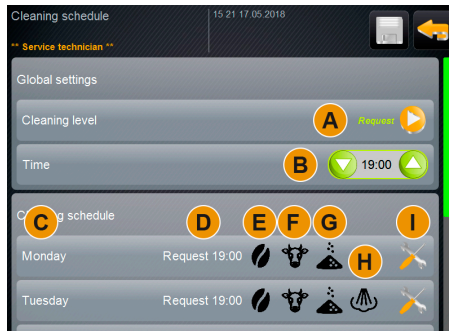 Cleaning schedule
15 21 17.05.2018
** Service technician **
Global settings
Cleaning level
A
Request
Time
B
19:00
C
schedule
D
E
F
G
I
Monday
Request 19:00
H
Tuesday
Request 19:00